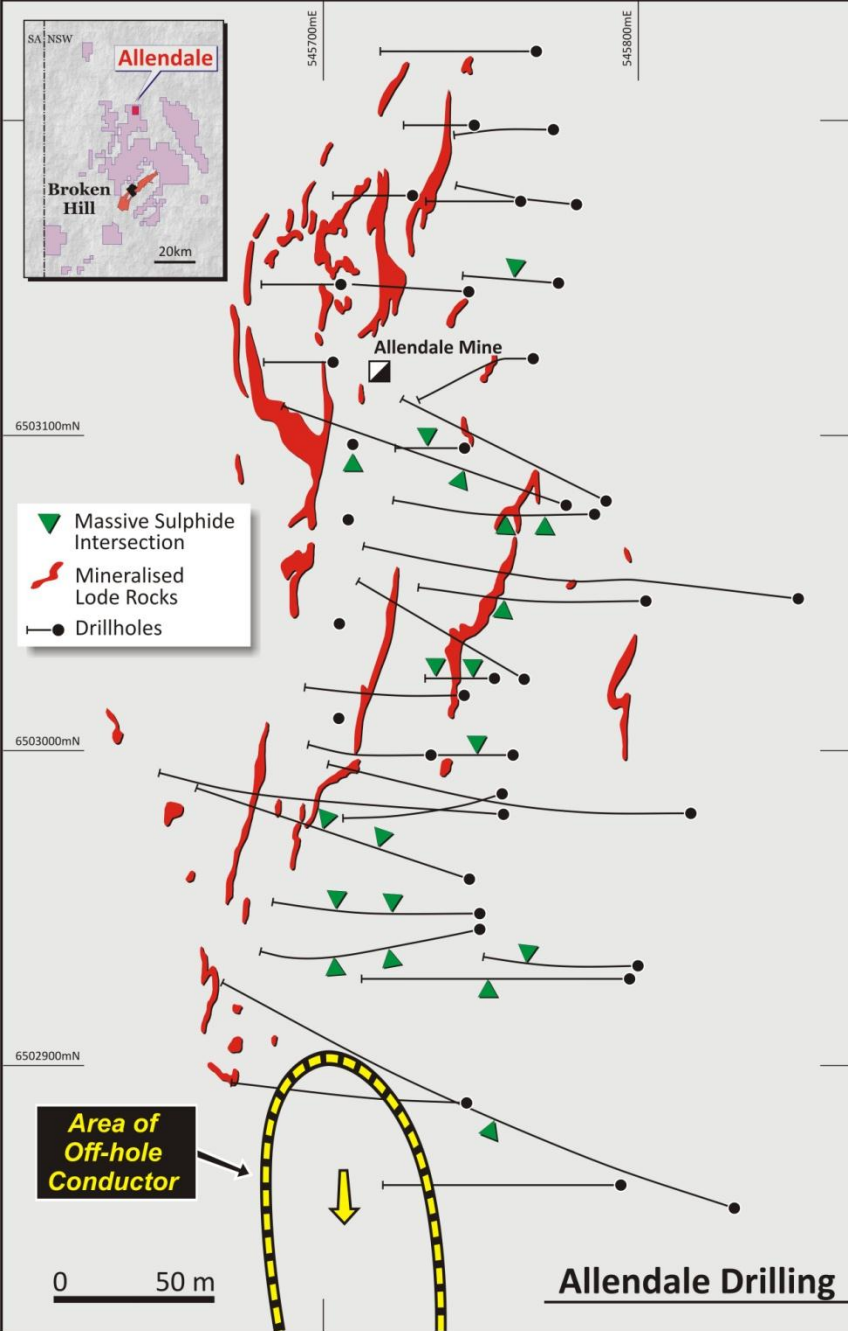 545700mE
545800mE
SA
NSW
Allendale
Broken
Hill
20km
Allendale Mine
6503100mN
Massive Sulphide
Intersection
Mineralised
Lode Rocks
Drillholes
6503000mN
6502900mN
Area of
Off-hole
Conductor
0 50 m
Allendale Drilling